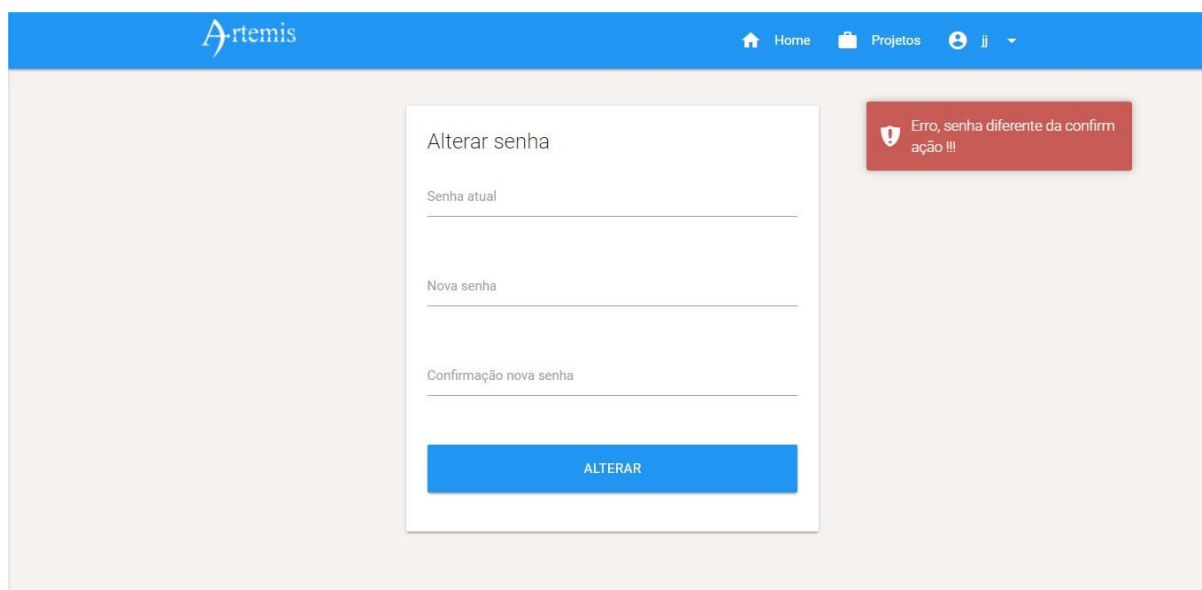 Artemis
Home
Projetos
jj
Alterar senha
Senha atual
Nova senha
Confirmação nova senha
ALTERAR
Erro, senha diferente da confirm
ação !!!